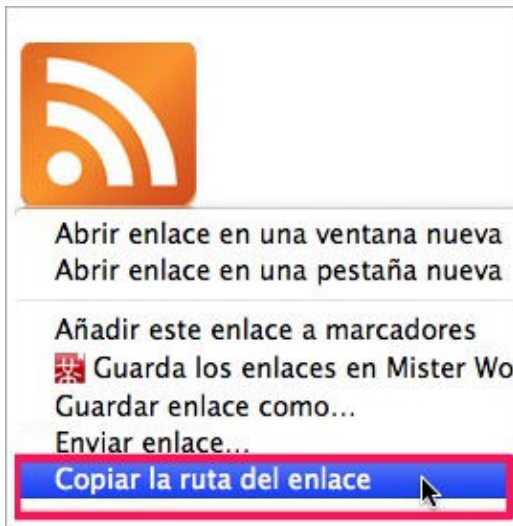 Abrir enlace en una ventana nueva
Abrir enlace en una pestaña nueva
Añadir este enlace a marcadores
Guarda los enlaces en Mister Wo
Guardar enlace como...
Enviar enlace...
Copiar la ruta del enlace